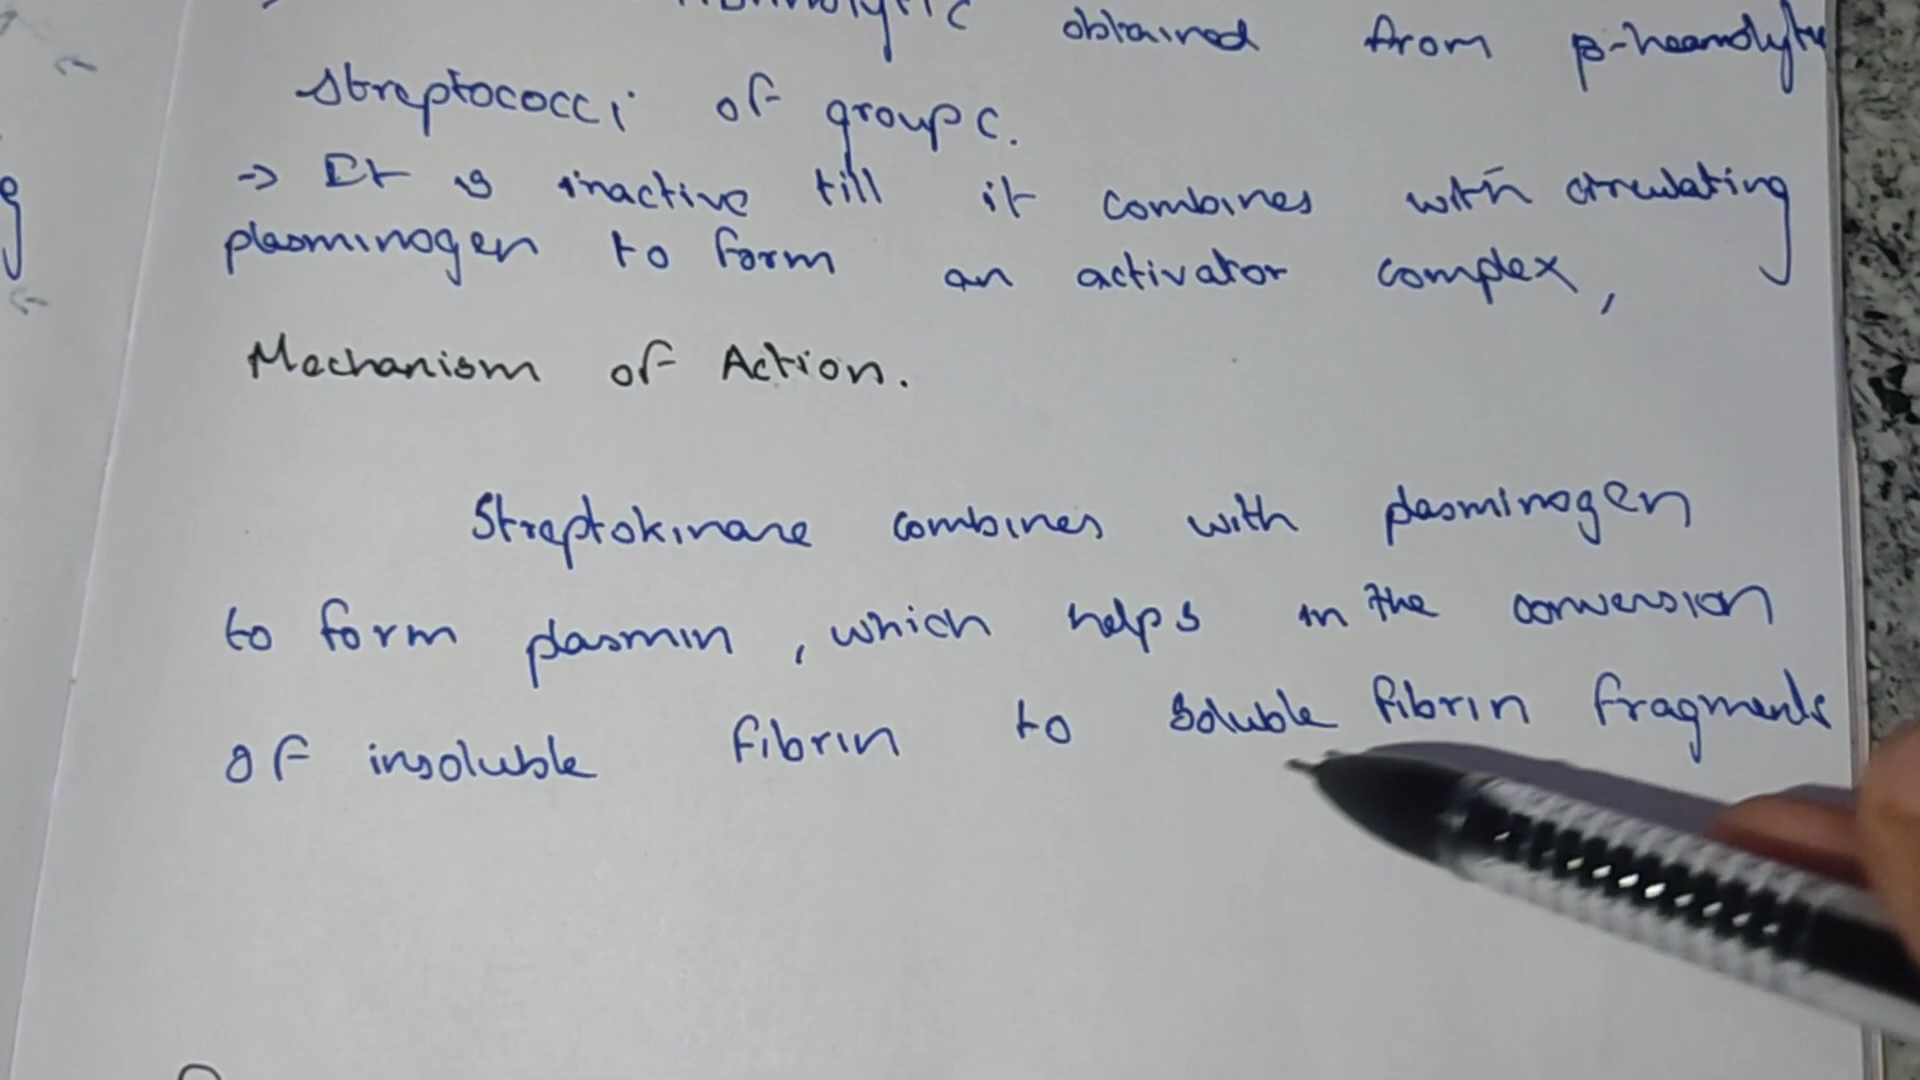 obtained from β-heamolytic
streptococci of group C.
→ It is inactive till it combines with circulating
plasminogen to form an activator complex,
Mechanism of Action.
Streptokinase combines with plasminogen
to form plasmin, which helps in the conversion
of insoluble fibrin to soluble fibrin fragments